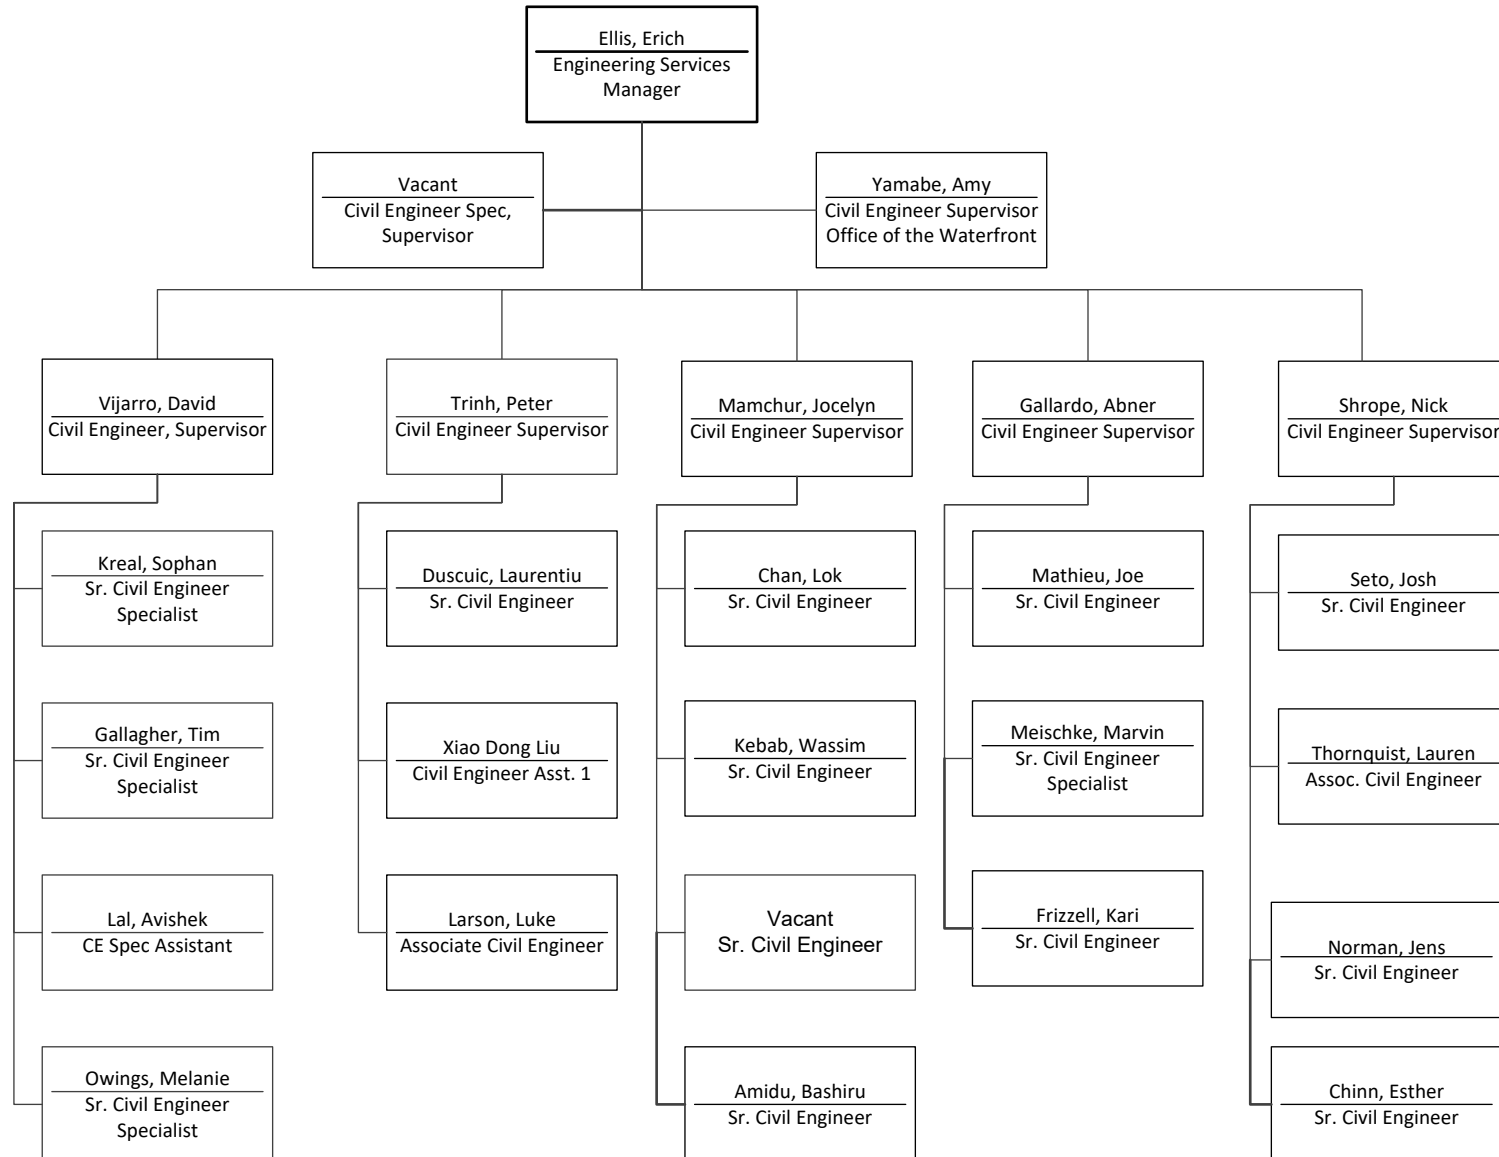 Ellis, Erich
Engineering Services
Manager
Vacant
Civil Engineer Spec,
Supervisor
Yamabe, Amy
Civil Engineer Supervisor
Office of the Waterfront
Vijarro, David
Civil Engineer, Supervisor
Trinh, Peter
Civil Engineer Supervisor
Mamchur, Jocelyn
Civil Engineer Supervisor
Gallardo, Abner
Civil Engineer Supervisor
Shrope, Nick
Civil Engineer Supervisor
Kreal, Sophan
Sr. Civil Engineer
Specialist
Duscuic, Laurentiu
Sr. Civil Engineer
Chan, Lok
Sr. Civil Engineer
Mathieu, Joe
Sr. Civil Engineer
Seto, Josh
Sr. Civil Engineer
Gallagher, Tim
Sr. Civil Engineer
Specialist
Xiao Dong Liu
Civil Engineer Asst. 1
Kebab, Wassim
Sr. Civil Engineer
Meischke, Marvin
Sr. Civil Engineer
Specialist
Thornquist, Lauren
Assoc. Civil Engineer
Lal, Avishek
CE Spec Assistant
Larson, Luke
Associate Civil Engineer
Vacant
Sr. Civil Engineer
Frizzell, Kari
Sr. Civil Engineer
Norman, Jens
Sr. Civil Engineer
Owings, Melanie
Sr. Civil Engineer
Specialist
Amidu, Bashiru
Sr. Civil Engineer
Chinn, Esther
Sr. Civil Engineer